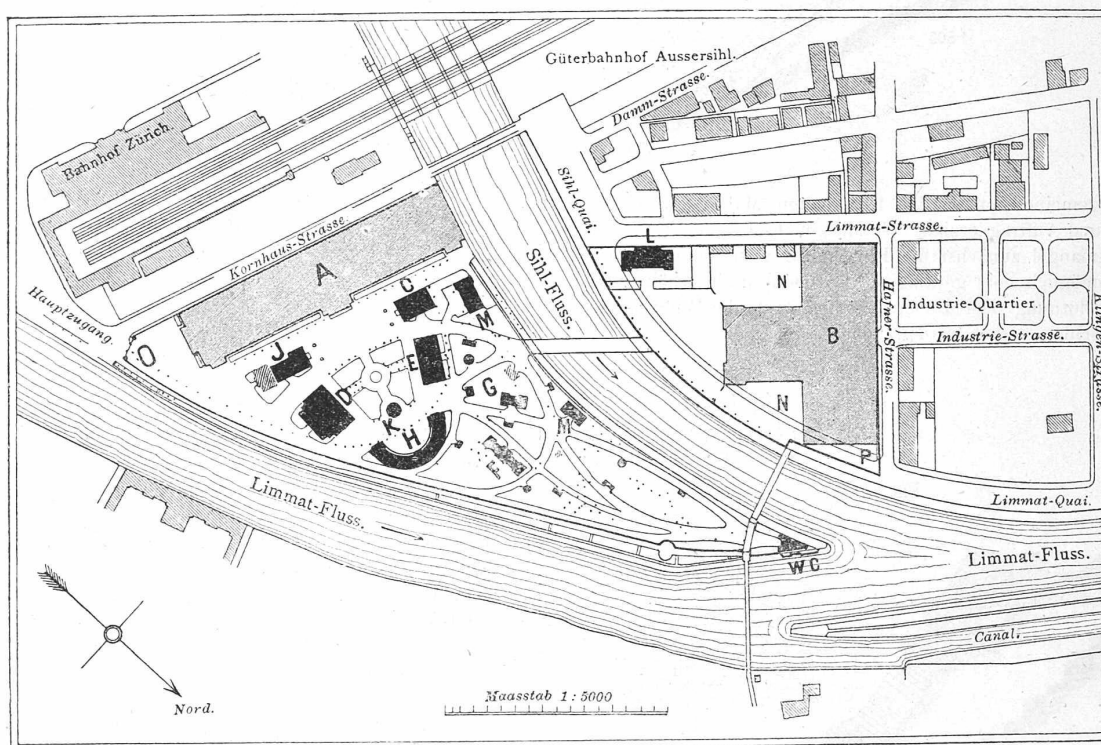 Güterbahnhof Aussersihl.
Damm-Strasse.
Bahnhof Zürich.
Sihl-Quai.
Kornhaus-Strasse.
Limmat-Strasse.
L
A
N
C
Sihl-Fluss.
Hauptzugang.
Hafner-Strasse.
Industrie-Quartier.
M
B
Industrie-Strasse.
O
J
E
D
G
N
K
H
M
F
P
Limmat-Fluss.
Limmat-Quai.
W C
Limmat-Fluss.
Canal.
Nord.
Maasstab 1 : 5000